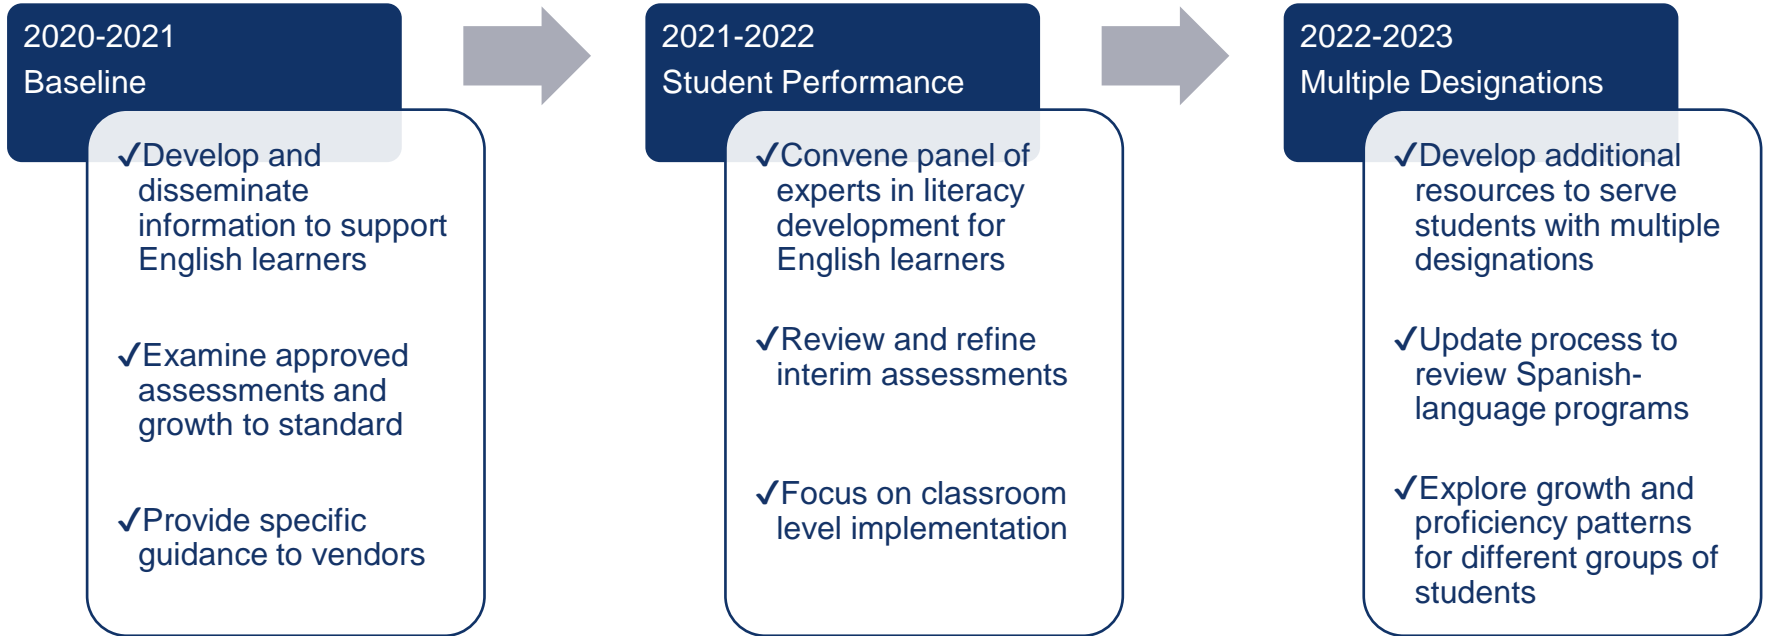 2020-2021
Baseline
✓Develop and
disseminate
information to support
English learners
✓Examine approved
assessments and
growth to standard
✓Provide specific
guidance to vendors
2021-2022
Student Performance
✓Convene panel of
experts in literacy
development for
English learners
✓Review and refine
interim assessments
✓Focus on classroom
level implementation
2022-2023
Multiple Designations
✓Develop additional
resources to serve
students with multiple
designations
✓Update process to
review Spanish-
language programs
✓Explore growth and
proficiency patterns
for different groups of
students